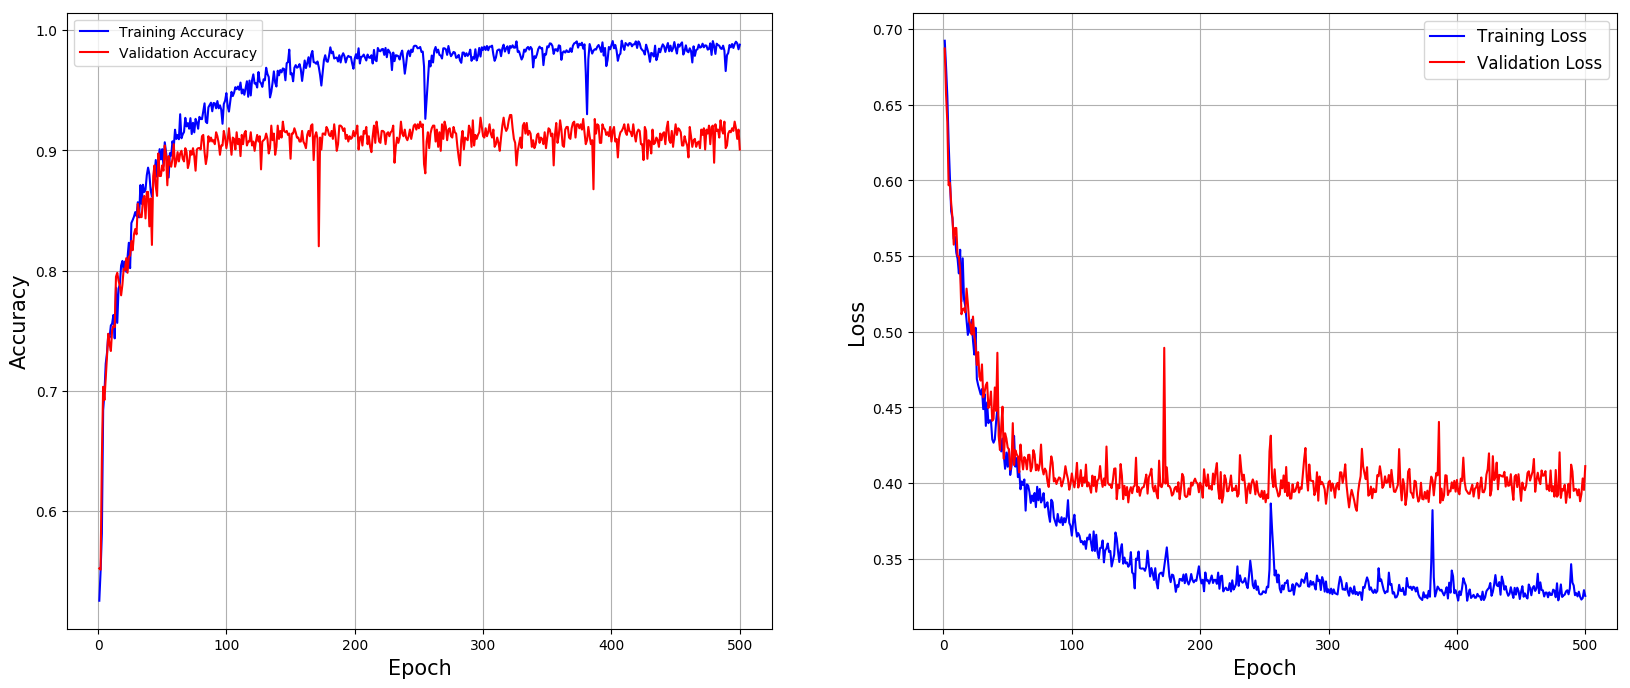 Training Accuracy
Validation Accuracy
1.0
0.9
0.8
0.7
0.6
Accuracy
0 100 200 300 400 500
Epoch
Training Loss
Validation Loss
0.70
0.65
0.60
0.55
0.50
0.45
0.40
0.35
Loss
0 100 200 300 400 500
Epoch